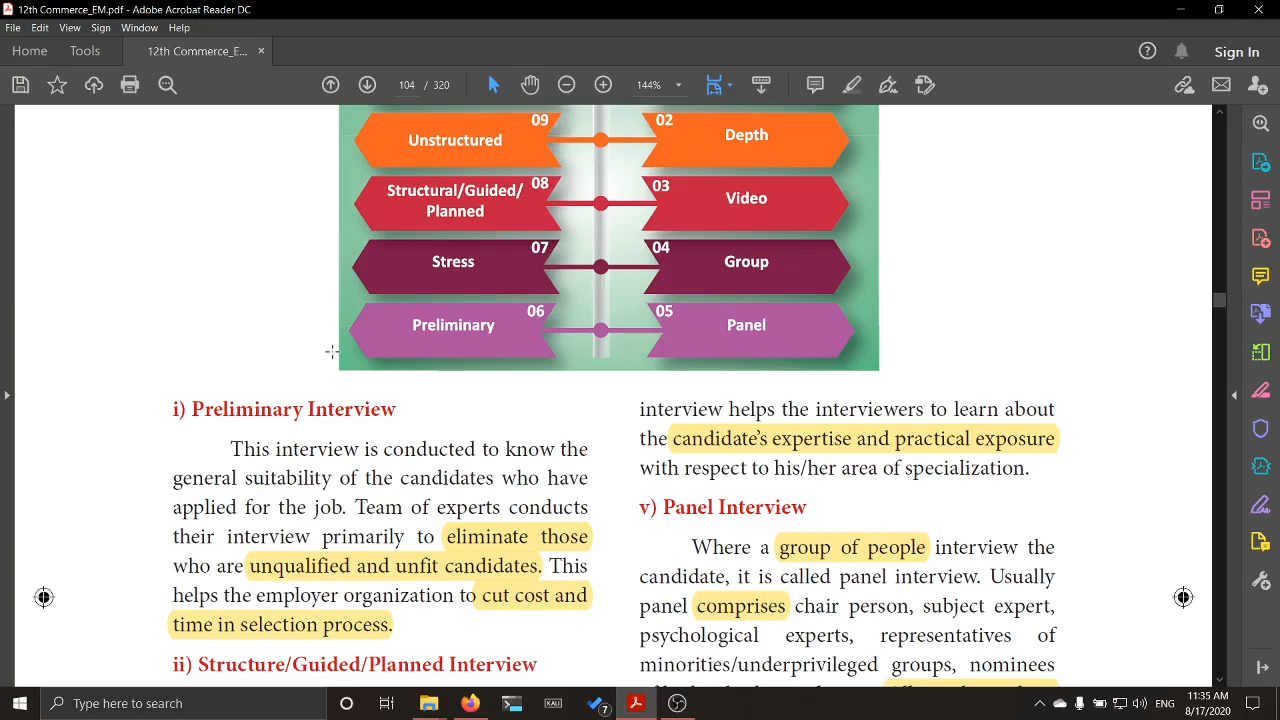 12th Commerce_EM.pdf - Adobe Acrobat Reader DC
File Edit View Sign Window Help
Home Tools 12th Commerce_E... × Sign In
104 / 320 144%
09 Unstructured
02 Depth
08 Structural/Guided/
Planned
03 Video
07 Stress
04 Group
06 Preliminary
05 Panel
i) Preliminary Interview
This interview is conducted to know the
general suitability of the candidates who have
applied for the job. Team of experts conducts
their interview primarily to eliminate those
who are unqualified and unfit candidates. This
helps the employer organization to cut cost and
time in selection process.
ii) Structure/Guided/Planned Interview
interview helps the interviewers to learn about
the candidate's expertise and practical exposure
with respect to his/her area of specialization.
v) Panel Interview
Where a group of people interview the
candidate, it is called panel interview. Usually
panel comprises chair person, subject expert,
psychological experts, representatives of
minorities/underprivileged groups, nominees
Type here to search
KALI
7
ENG
11:35 AM
8/17/2020